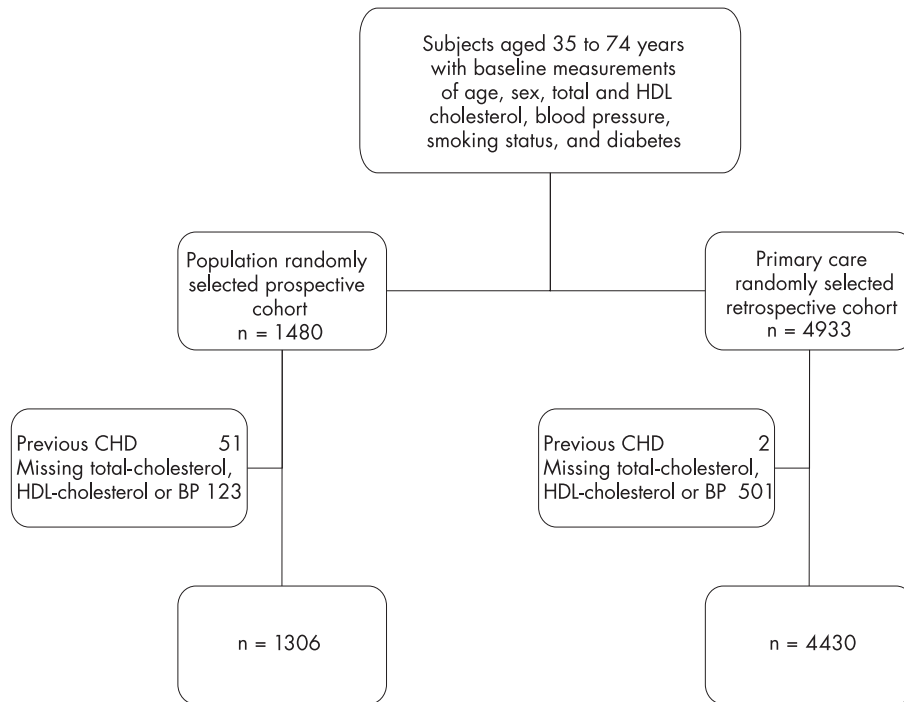 Subjects aged 35 to 74 years
with baseline measurements
of age, sex, total and HDL
cholesterol, blood pressure,
smoking status, and diabetes
Population randomly
selected prospective
cohort
n = 1480
Primary care
randomly selected
retrospective cohort
n = 4933
Previous CHD 51
Missing total-cholesterol,
HDL-cholesterol or BP 123
Previous CHD 2
Missing total-cholesterol,
HDL-cholesterol or BP 501
n = 1306
n = 4430